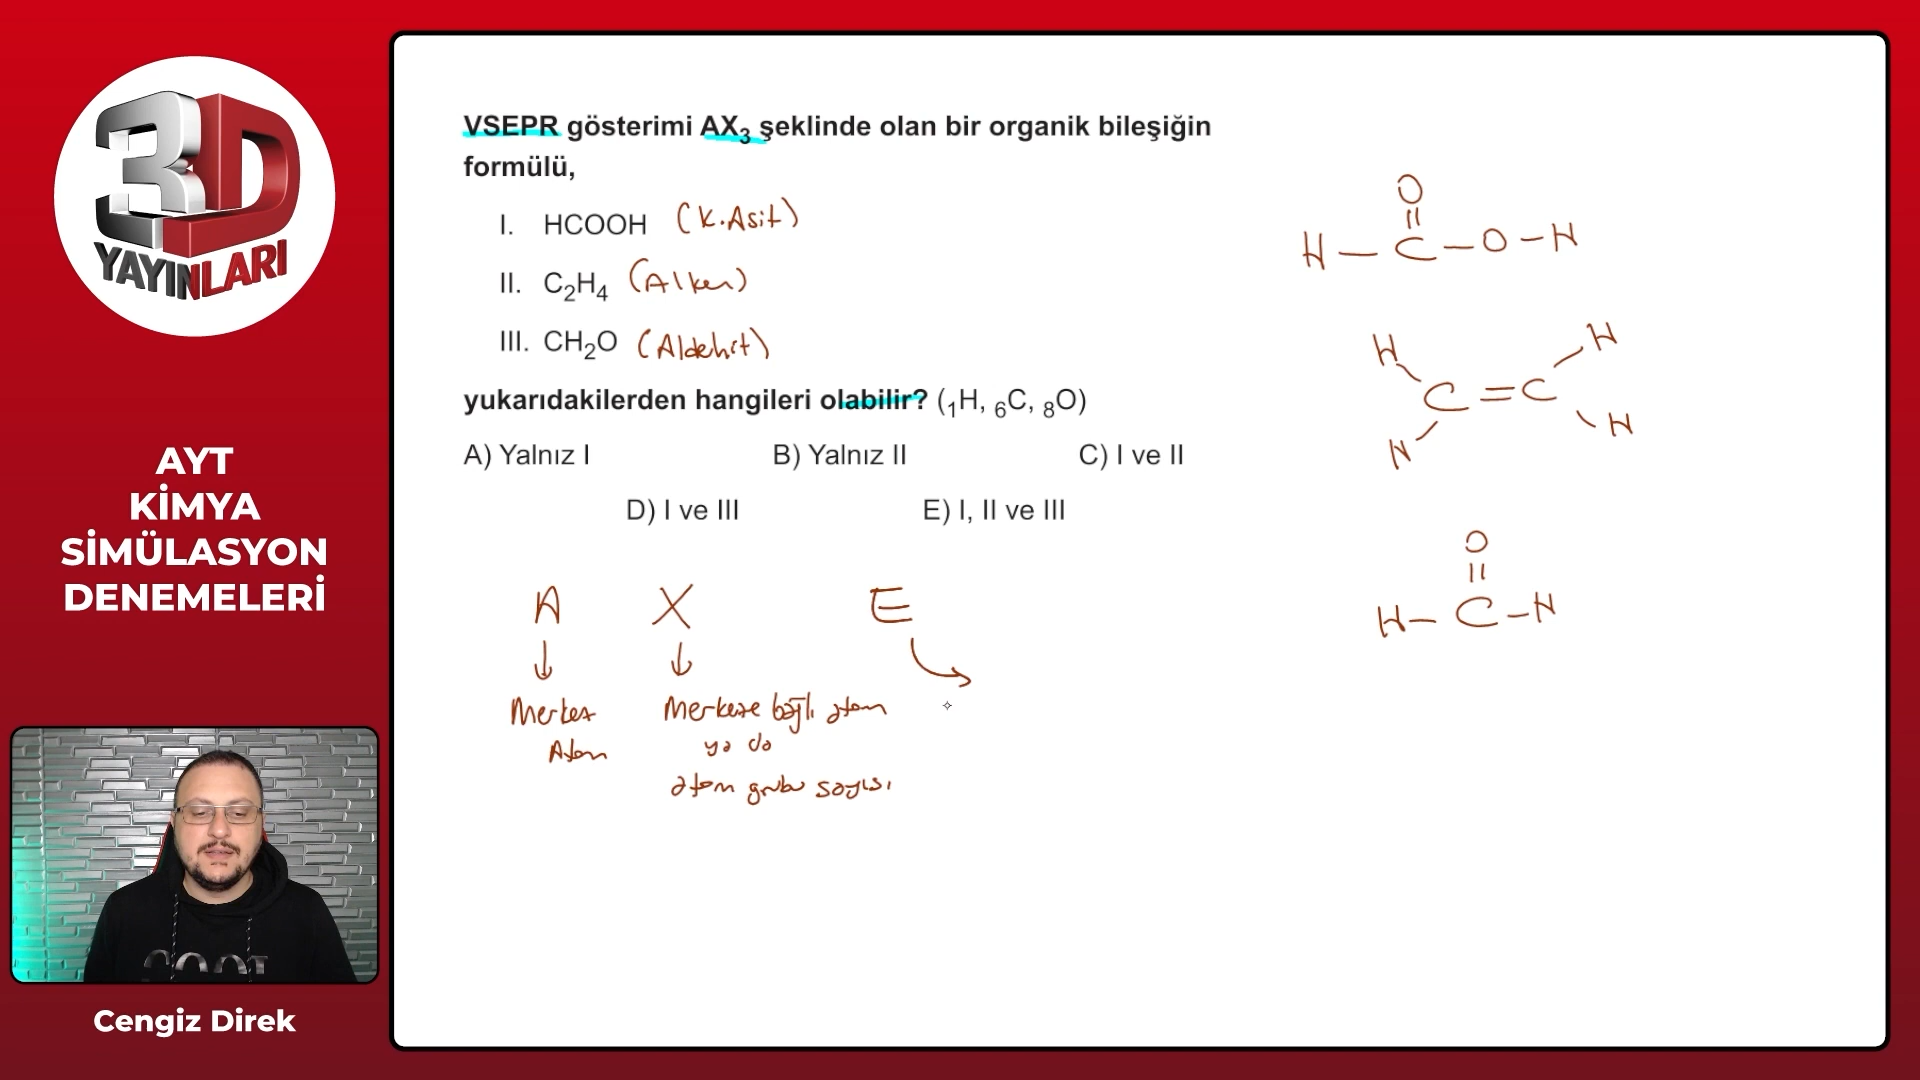 3D
YAYINLARI
AYT
KİMYA
SİMÜLASYON
DENEMELERİ
Cengiz Direk
VSEPR gösterimi AX₃ şeklinde olan bir organik bileşiğin
formülü,
I. HCOOH (K.Asit)
II. C₂H₄ (Alken)
III. CH₂O (Aldehit)
yukarıdakilerden hangileri olabilir? (₁H, ₆C, ₈O)
A) Yalnız I B) Yalnız II C) I ve II
D) I ve III E) I, II ve III
A X E
Merkez Merkeze bağlı atom
Atom ya da
atom grubu sayısı
O
H – C – O – H
H H
C = C
H H
O
H – C – H